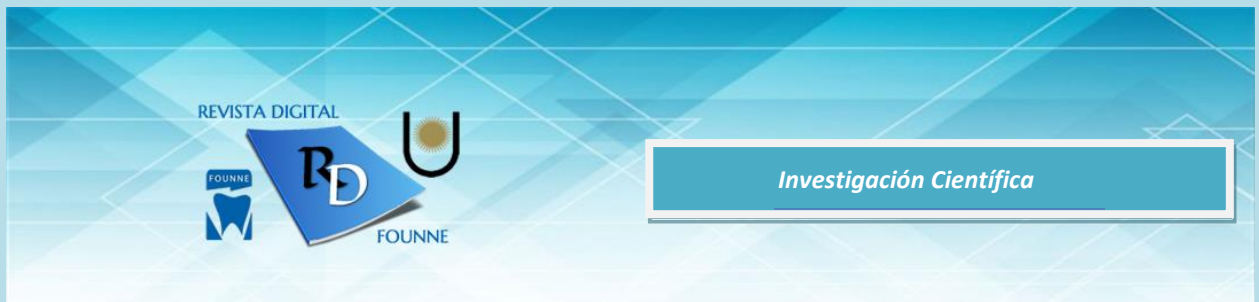 REVISTA DIGITAL
RD
FOUNNE
FOUNNE
Investigación Científica